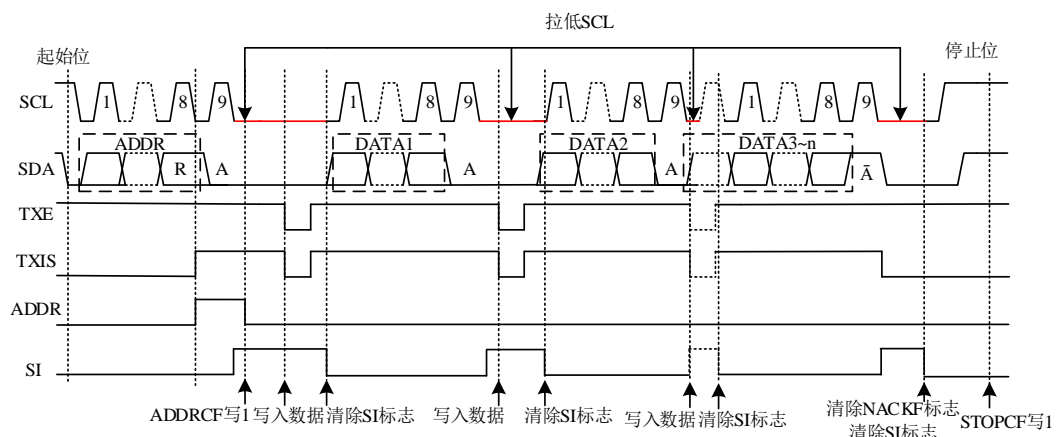 拉低SCL
起始位
停止位
SCL
1
8
9
1
8
9
1
8
9
1
8
9
SDA
ADDR
R
A
DATA1
A
DATA2
A
DATA3~n
Ā
TXE
TXIS
ADDR
SI
ADDRCF写1
写入数据
清除SI标志
写入数据
清除SI标志
写入数据
清除SI标志
清除NACKF标志
清除SI标志
STOPCF写1